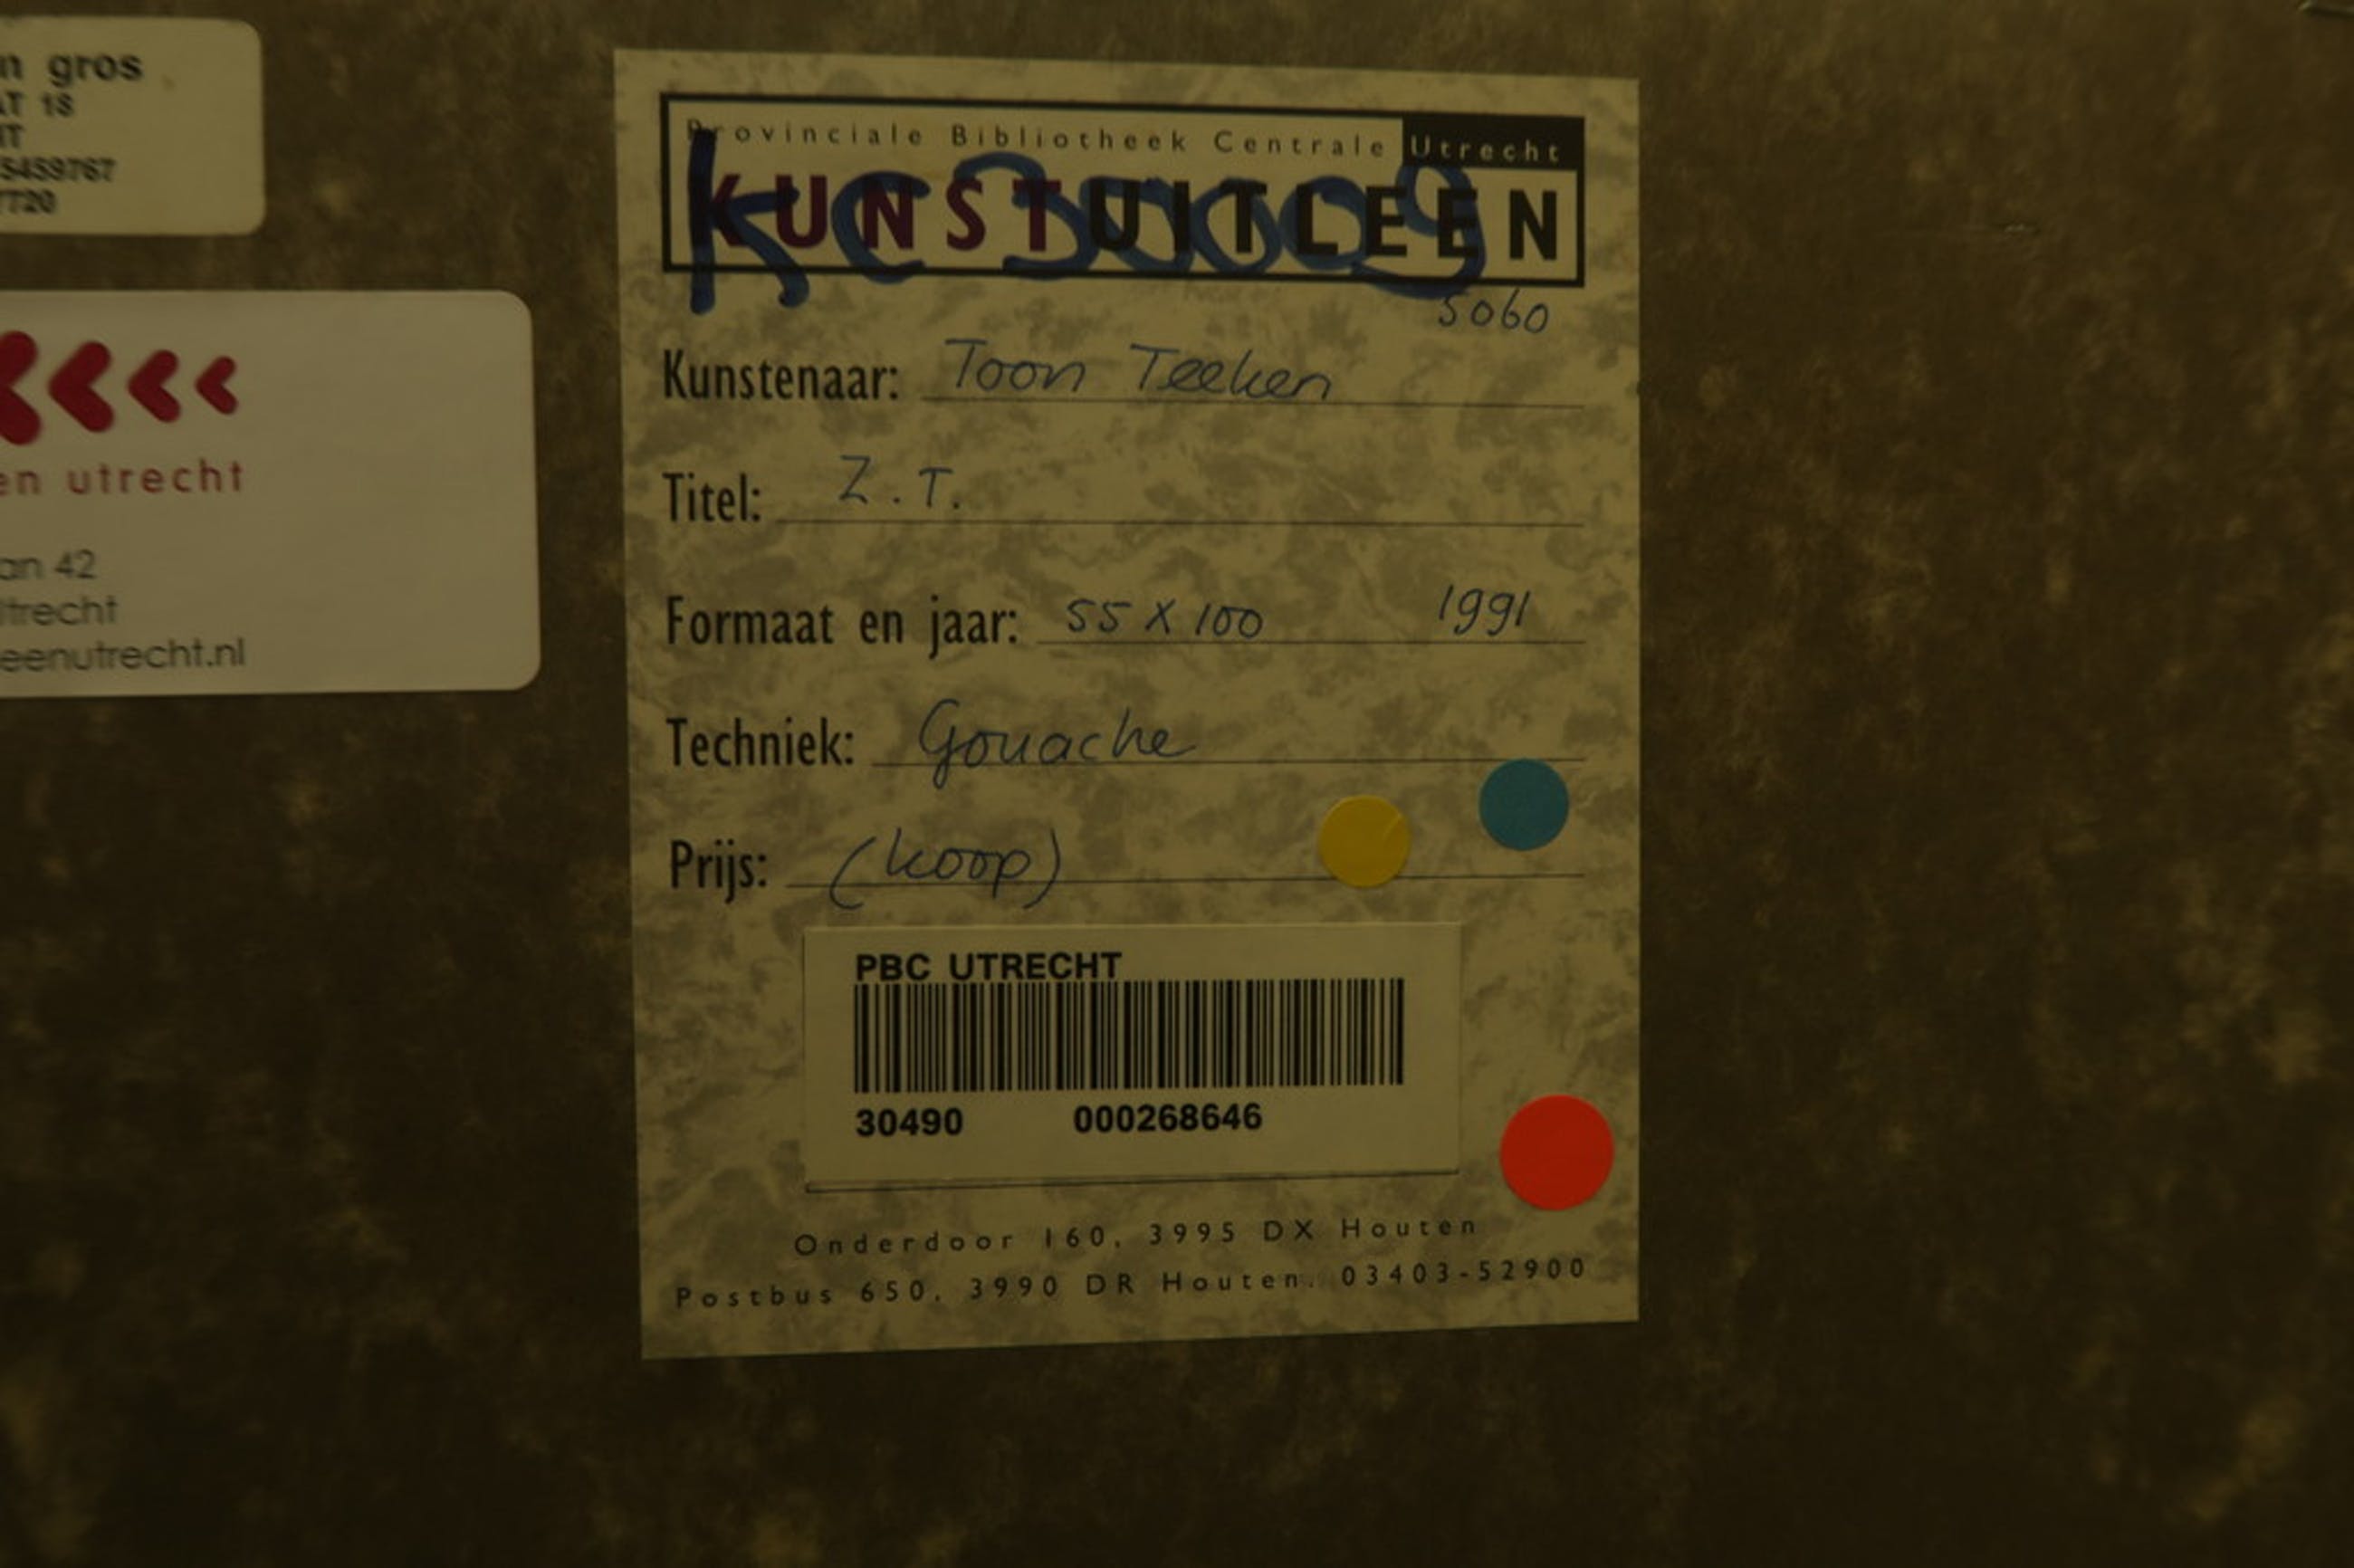 n gros
AT 18
HT
5459767
7720
en utrecht
an 42
trecht
eenutrecht.nl
Provinciale Bibliotheek Centrale Utrecht
KUNSTUITLEEN
KC30009
5060
Kunstenaar: Toon Teeken
Titel: Z.T.
Formaat en jaar: 55 X 100 1991
Techniek: Gouache
Prijs: (koop)
PBC UTRECHT
30490 000268646
Onderdoor 160, 3995 DX Houten
Postbus 650, 3990 DR Houten. 03403-52900